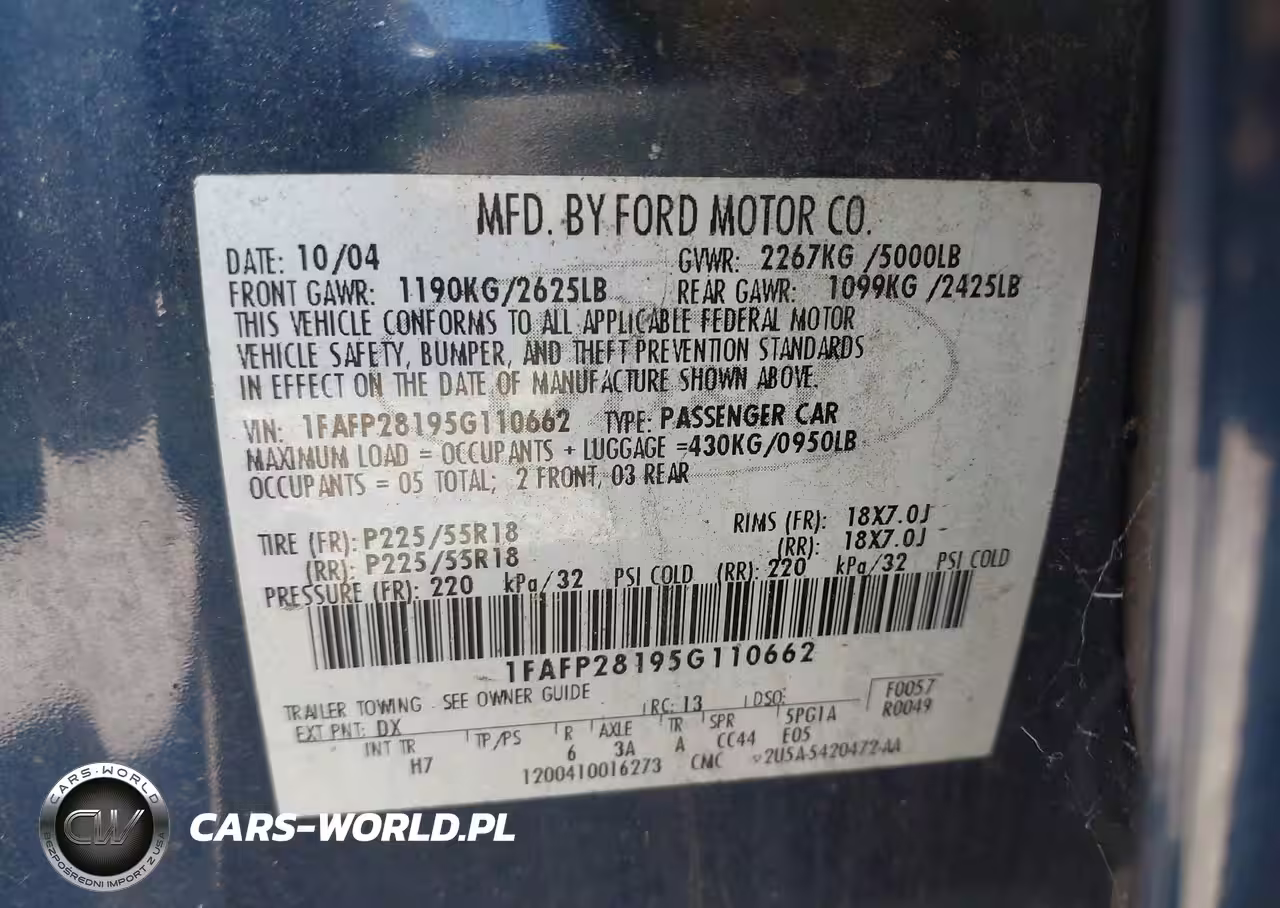 MFD. BY FORD MOTOR CO.
DATE: 10/04 GVWR: 2267KG /5000LB
FRONT GAWR: 1190KG/2625LB REAR GAWR: 1099KG /2425LB
THIS VEHICLE CONFORMS TO ALL APPLICABLE FEDERAL MOTOR
VEHICLE SAFETY, BUMPER, AND THEFT PREVENTION STANDARDS
IN EFFECT ON THE DATE OF MANUFACTURE SHOWN ABOVE.
VIN: 1FAFP28195G110662 TYPE: PASSENGER CAR
MAXIMUM LOAD = OCCUPANTS + LUGGAGE =430KG/0950LB
OCCUPANTS = 05 TOTAL; 2 FRONT, 03 REAR
TIRE (FR): P225/55R18 RIMS (FR): 18X7.0J
(RR): P225/55R18 (RR): 18X7.0J
PRESSURE (FR): 220 kPa/32 PSI COLD (RR): 220 kPa/32 PSI COLD
1FAFP28195G110662
TRAILER TOWING - SEE OWNER GUIDE
EXT PNT: DX RC: 13 DSO: F0057
R0049
INT TR TP/PS R AXLE TR SPR 5PG1A
H7 6 3A A CC44 E05
1200410016273 CMC 2U5A-5420472-AA
CARS-WORLD
CW
BEZPOŚREDNI IMPORT Z USA
CARS-WORLD.PL